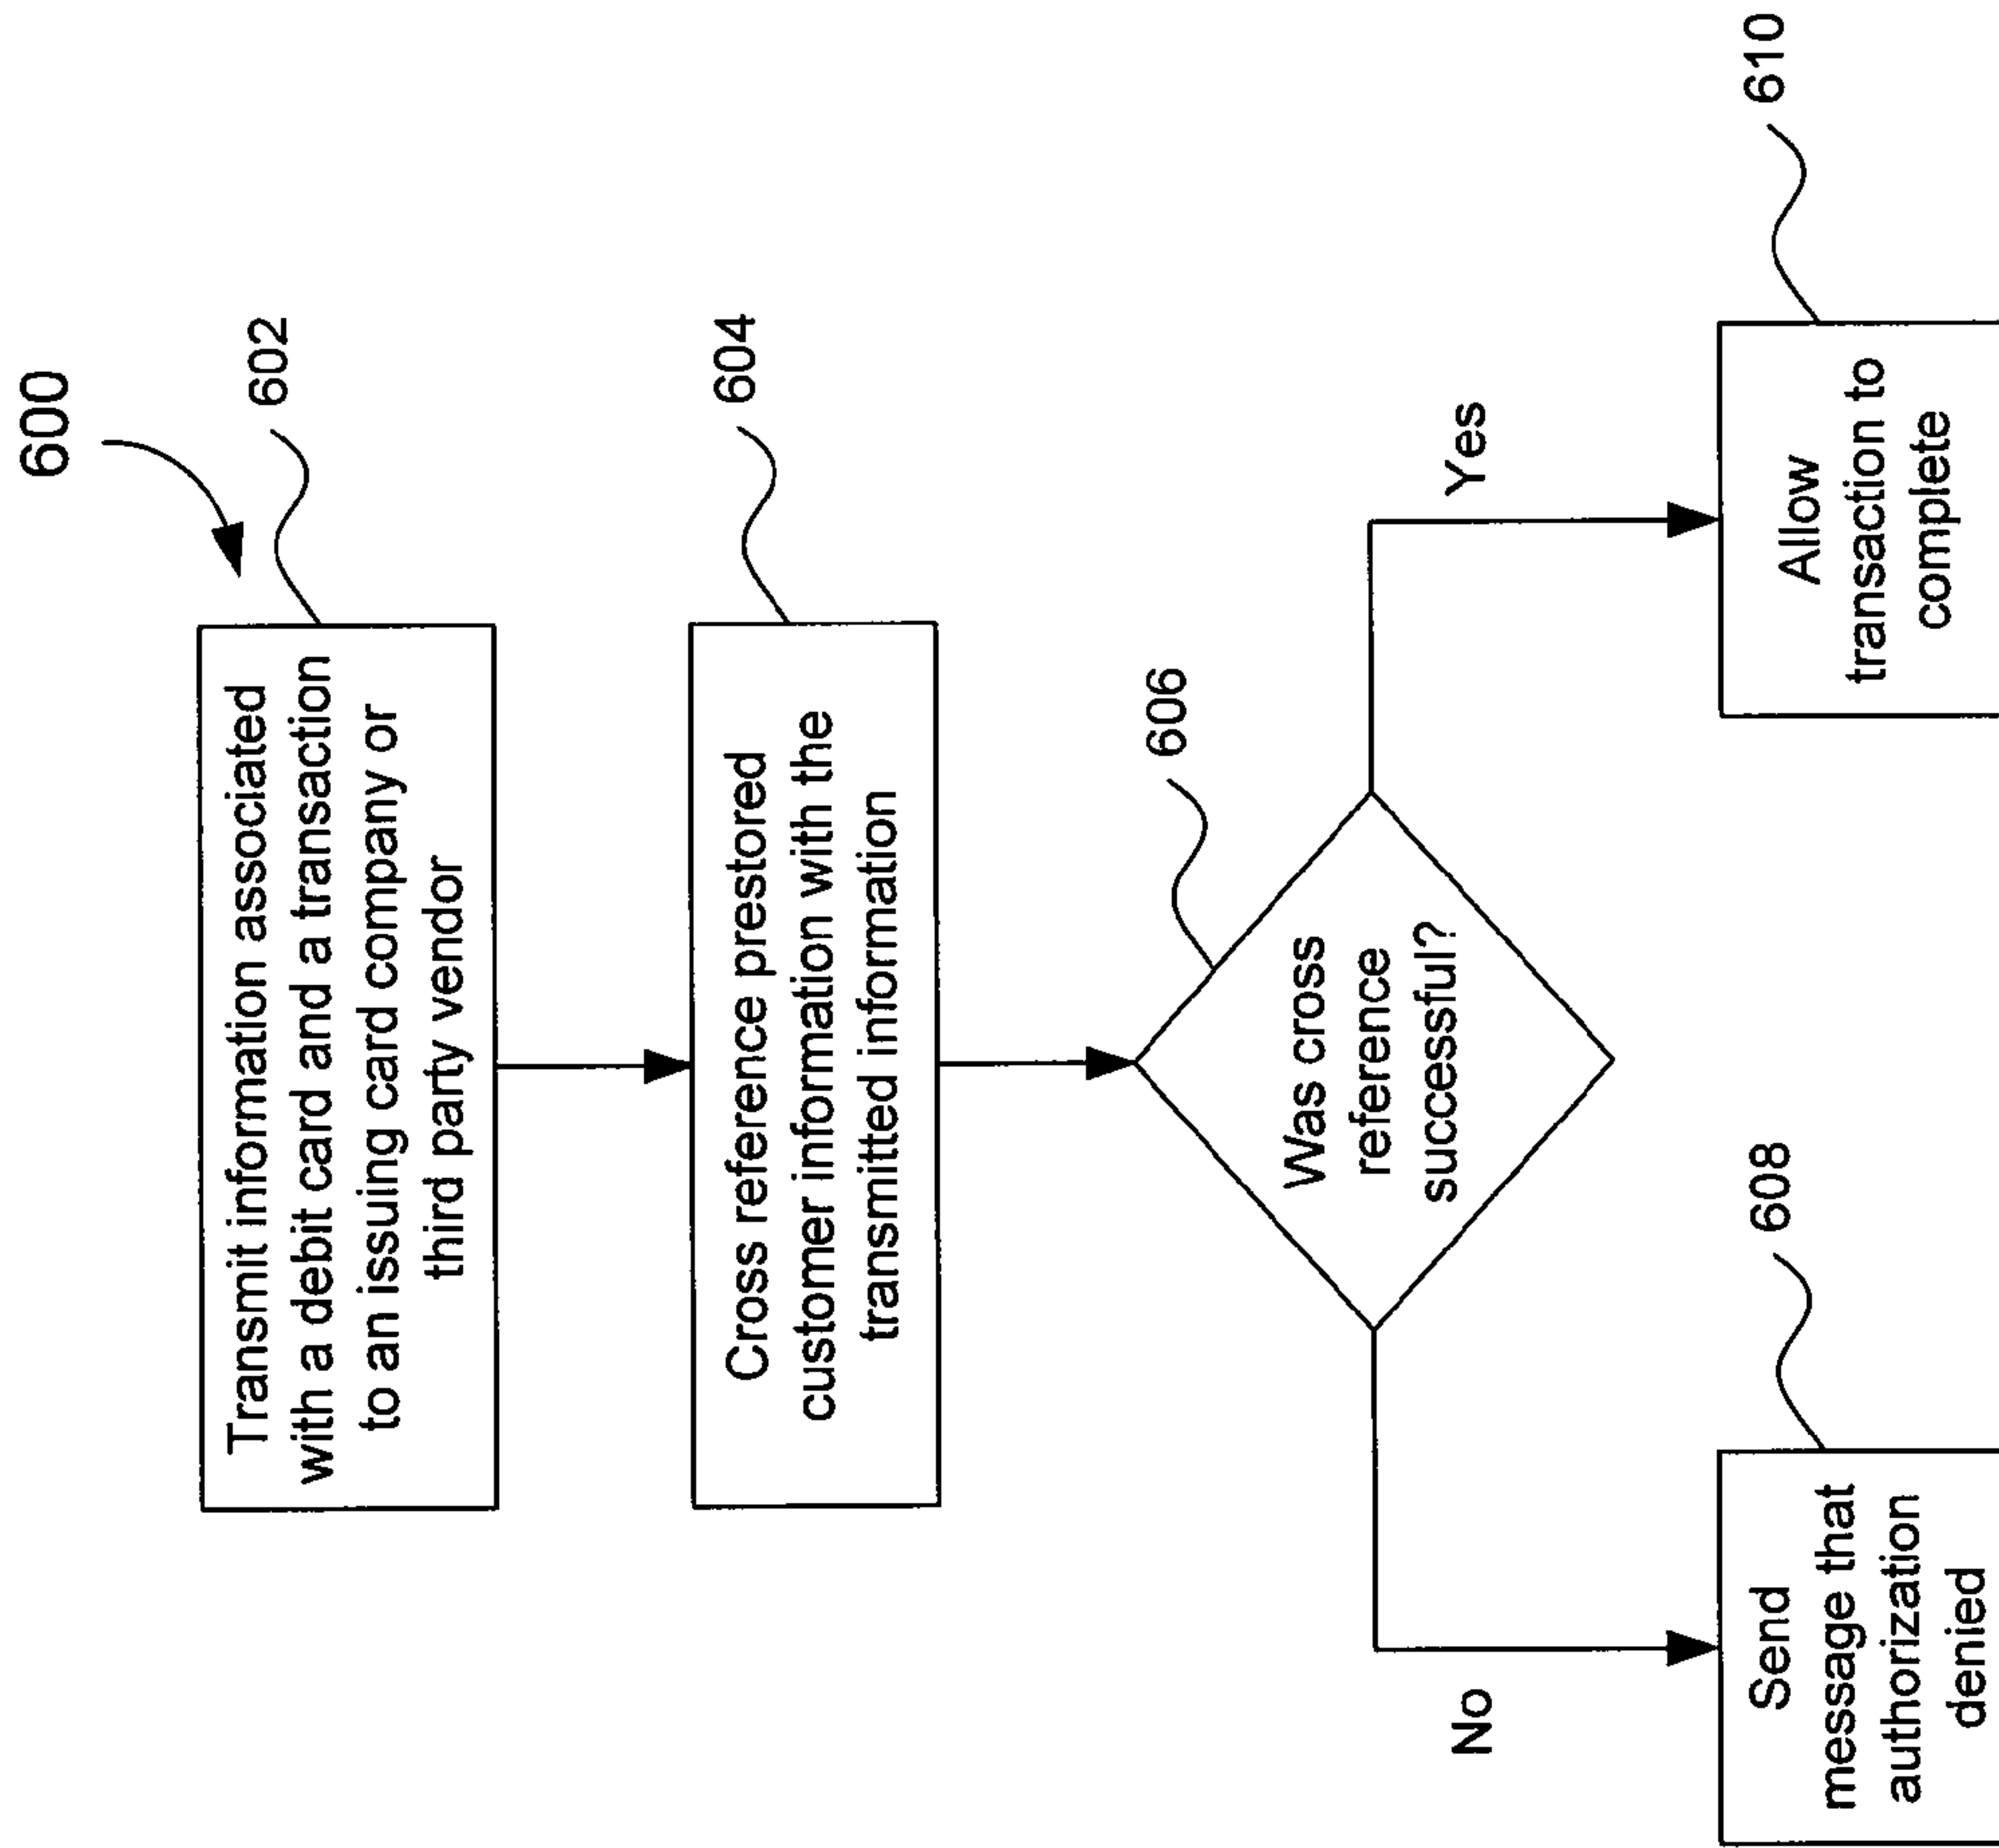 600
602
Transmit information associated
with a debit card and a transaction
to an issuing card company or
third party vendor
604
Cross reference prestored
customer information with the
transmitted information
606
Was cross
reference
successful?
No
Yes
608
Send
message that
authorization
denied
610
Allow
transaction to
complete